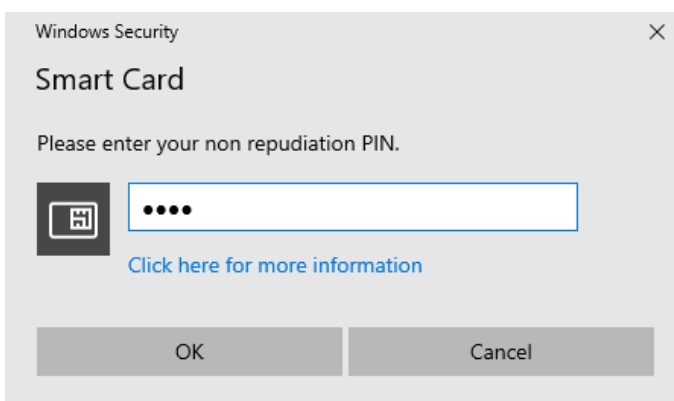 Windows Security
Smart Card
Please enter your non repudiation PIN.
••••
Click here for more information
OK
Cancel